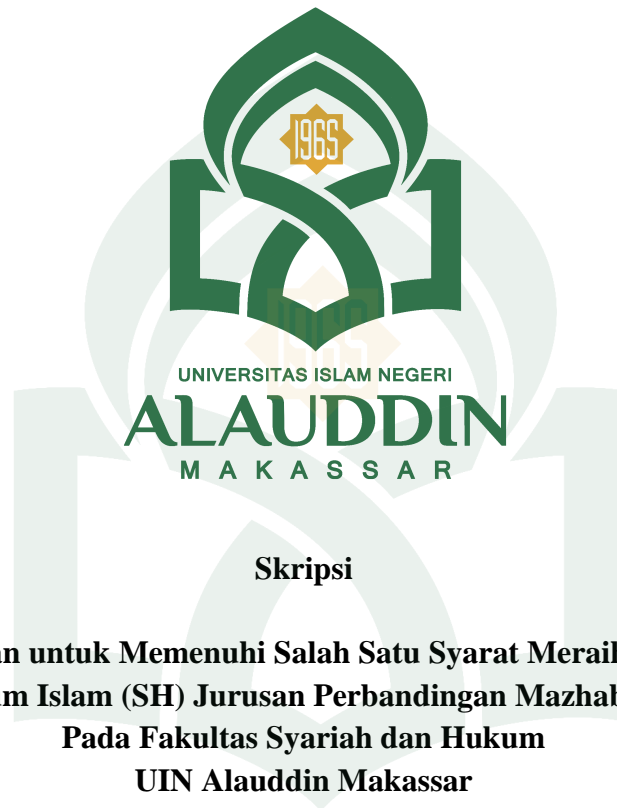 1965
UNIVERSITAS ISLAM NEGERI
ALAUDDIN
MAKASSAR
Skripsi
untuk Memenuhi Salah Satu Syarat Meraih
Islam (SH) Jurusan Perbandingan Mazhab
Pada Fakultas Syariah dan Hukum
UIN Alauddin Makassar